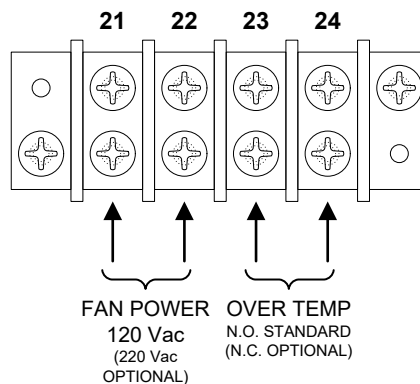 21 22 23 24
FAN POWER
120 Vac
(220 Vac
OPTIONAL)
OVER TEMP
N.O. STANDARD
(N.C. OPTIONAL)